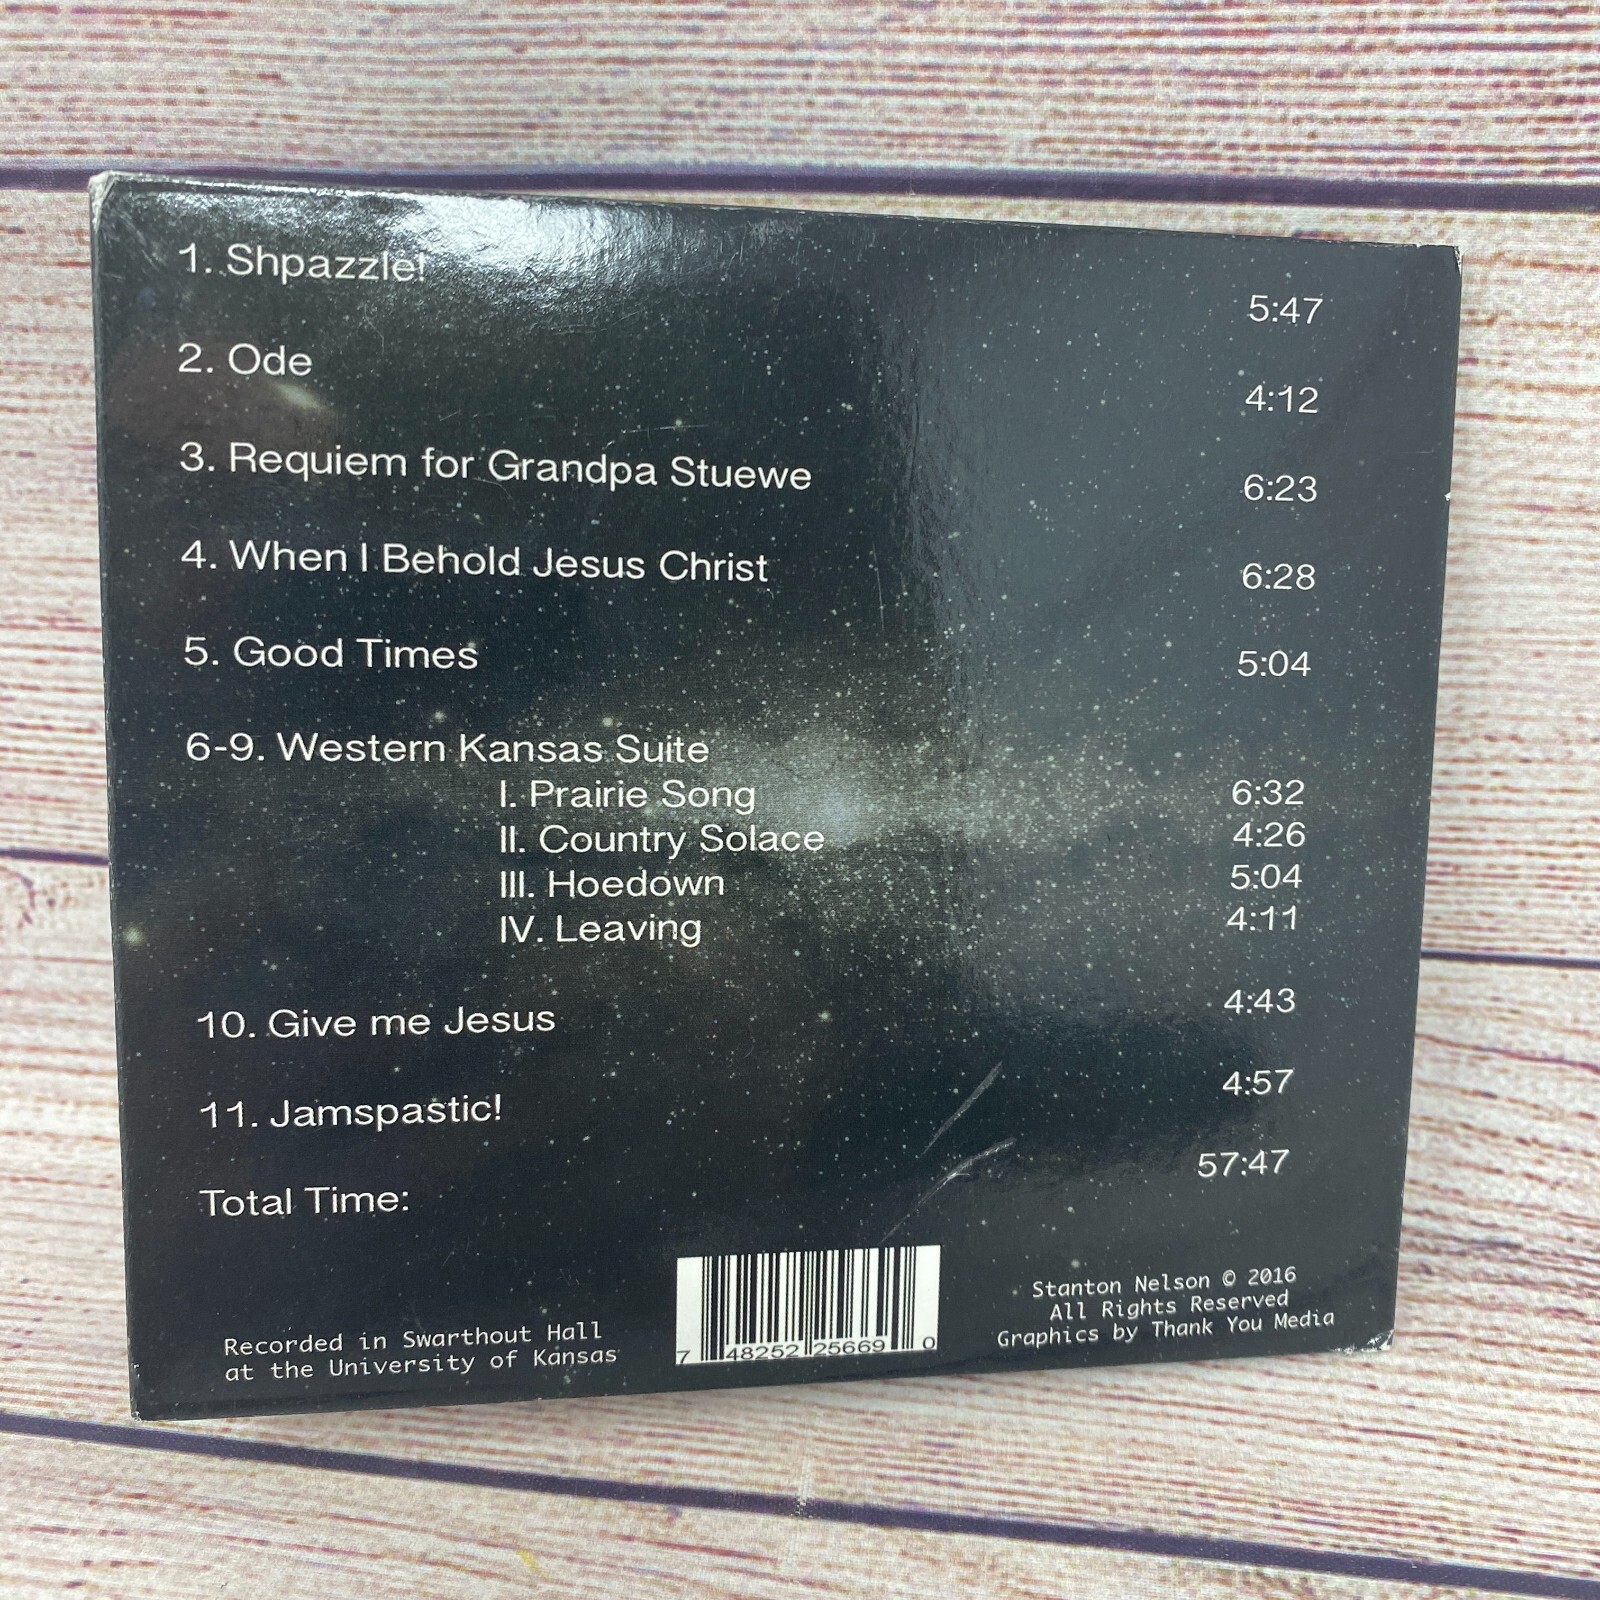 1. Shpazzle! 5:47
2. Ode 4:12
3. Requiem for Grandpa Stuewe 6:23
4. When I Behold Jesus Christ 6:28
5. Good Times 5:04
6-9. Western Kansas Suite
I. Prairie Song 6:32
II. Country Solace 4:26
III. Hoedown 5:04
IV. Leaving 4:11
10. Give me Jesus 4:43
11. Jamspastic! 4:57
Total Time: 57:47
Recorded in Swarthout Hall
at the University of Kansas
7 48252 25669 0
Stanton Nelson © 2016
All Rights Reserved
Graphics by Thank You Media